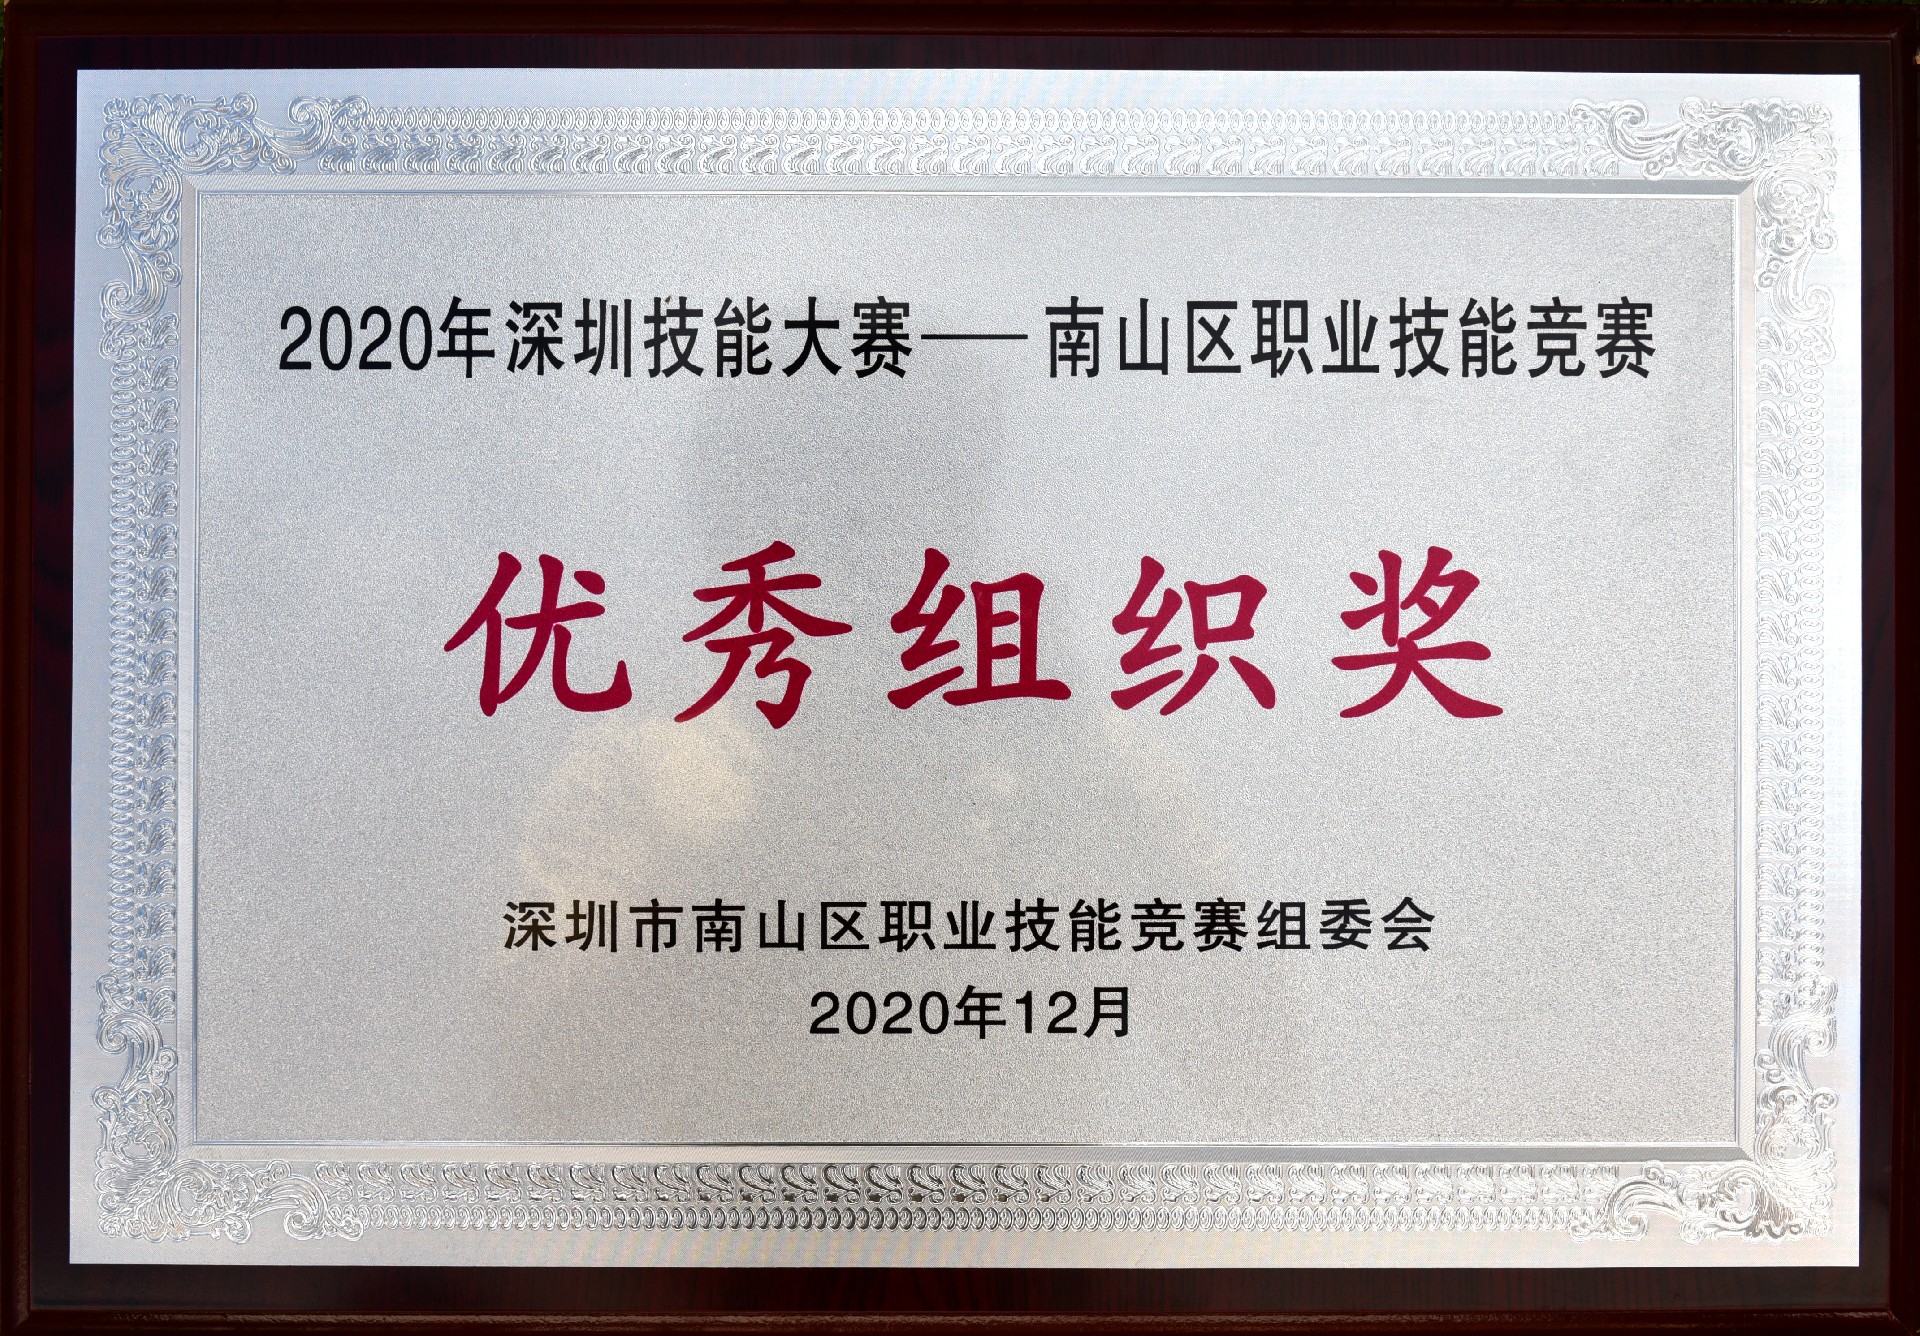 2020年深圳技能大赛——南山区职业技能竞赛
优秀组织奖
深圳市南山区职业技能竞赛组委会
2020年12月